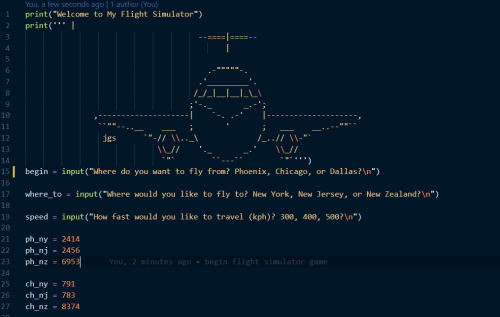 You, a few seconds ago | 1 author (You)
1 print("Welcome to My Flight Simulator")
2 print(''' |
3 --====|====--
4 |
5
6 .-"""""-.
7 .'_________'.
8 /_/_|__|__|_\_\
9 ;'-._ _.-';
10 ,--------------------| `-. .-' |--------------------,
11 ``""--..__ ___ ; ' ; ___ __..--""``
12 jgs `"-// \\.._\ /_..// \\-"`
13 \\_// '._ _.' \\_//
14 `"` ``---`` `"`''')
15 begin = input("Where do you want to fly from? Phoenix, Chicago, or Dallas?\n")
16
17 where_to = input("Where would you like to fly to? New York, New Jersey, or New Zealand?\n")
18
19 speed = input("How fast would you like to travel (kph)? 300, 400, 500?\n")
20
21 ph_ny = 2414
22 ph_nj = 2456
23 ph_nz = 6953 You, 2 minutes ago • begin flight simulator game
24
25 ch_ny = 791
26 ch_nj = 783
27 ch_nz = 8374